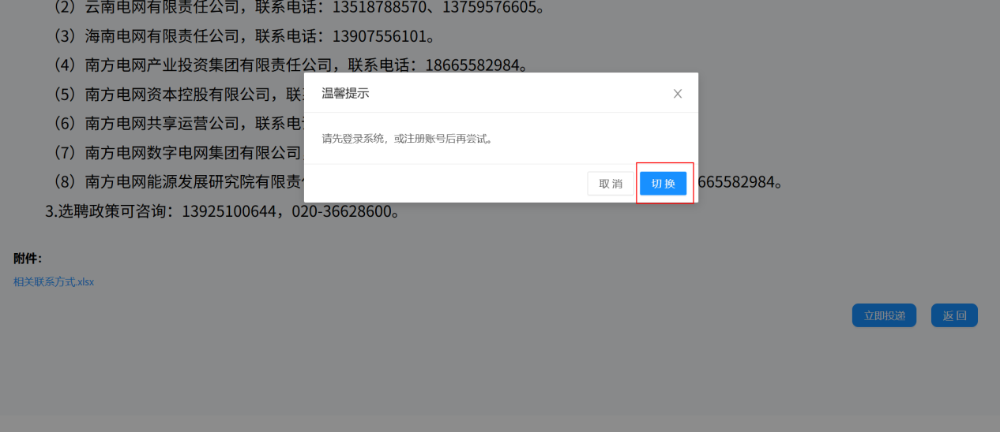 （2）云南电网有限责任公司，联系电话：13518788570、13759576605。
（3）海南电网有限责任公司，联系电话：13907556101。
（4）南方电网产业投资集团有限责任公司，联系电话：18665582984。
（5）南方电网资本控股有限公司，联
（6）南方电网共享运营公司，联系电
（7）南方电网数字电网集团有限公司
（8）南方电网能源发展研究院有限责
665582984。
3.选聘政策可咨询：13925100644，020-36628600。
温馨提示
请先登录系统，或注册账号后再尝试。
取 消
切 换
附件：
相关联系方式.xlsx
立即投递
返 回